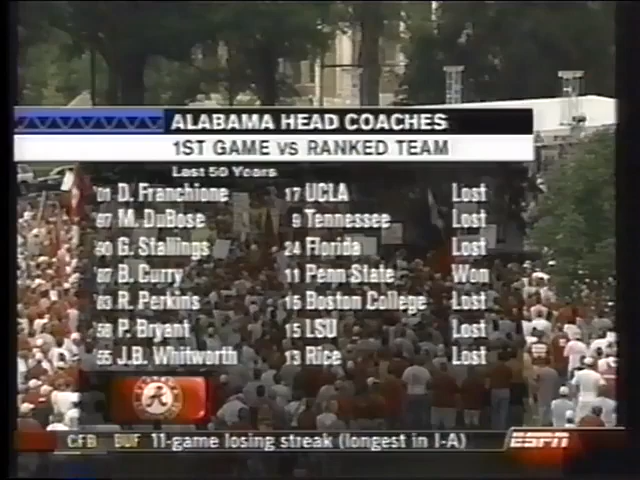 ALABAMA HEAD COACHES
1ST GAME VS RANKED TEAM
Last 50 Years
'01 D. Franchione 17 UCLA Lost
'97 M. DuBose 9 Tennessee Lost
'90 G. Stallings 24 Florida Lost
'87 B. Curry 11 Penn State Won
'83 R. Perkins 16 Boston College Lost
'58 P. Bryant 15 LSU Lost
'55 J.B. Whitworth 13 Rice Lost
CFB BUF 11-game losing streak (longest in I-A) ESPN